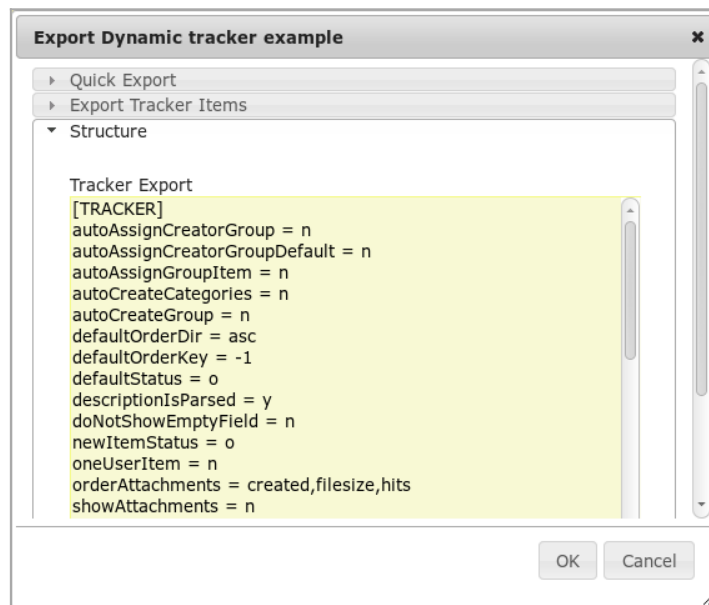 Export Dynamic tracker example
Quick Export
Export Tracker Items
Structure
Tracker Export
[TRACKER]
autoAssignCreatorGroup = n
autoAssignCreatorGroupDefault = n
autoAssignGroupItem = n
autoCreateCategories = n
autoCreateGroup = n
defaultOrderDir = asc
defaultOrderKey = -1
defaultStatus = o
descriptionIsParsed = y
doNotShowEmptyField = n
newItemStatus = o
oneUserItem = n
orderAttachments = created,filesize,hits
showAttachments = n
OK Cancel